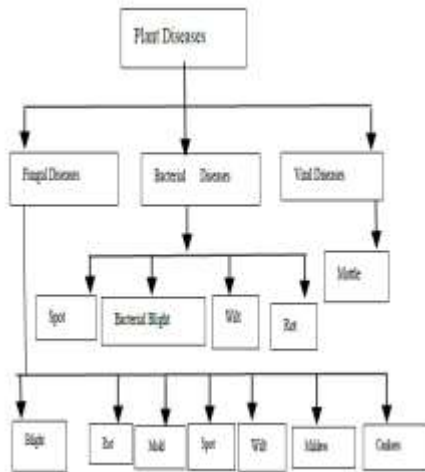 Plant Diseases
Fungal Diseases
Bacterial Diseases
Viral Diseases
Mottle
Spot
Bacterial Blight
Wilt
Rot
Blight
Rot
Mold
Spot
Wilt
Mildew
Cankers